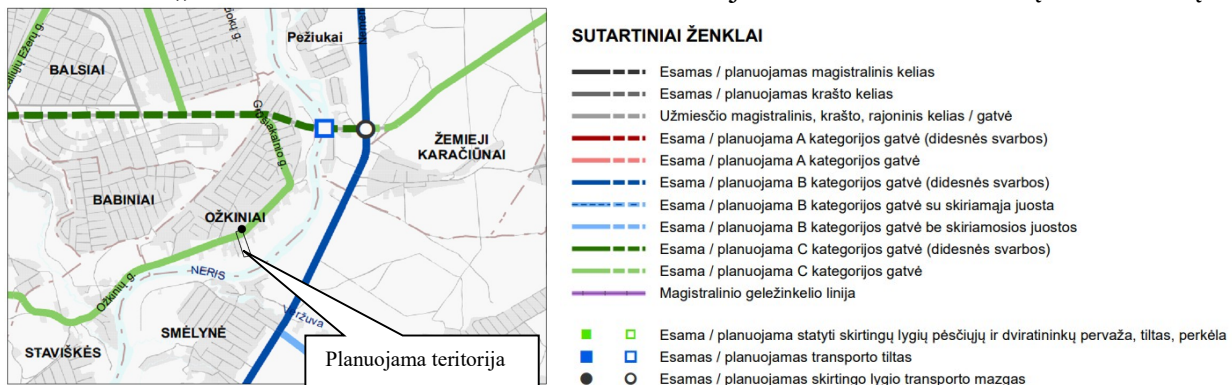 Pežiukai
BALSIAI
ŽEMIEJI
KARAČIŪNAI
BABINIAI
OŽKINIAI
NERIS
Ožkinių g.
Veržuva
SMĖLYNĖ
STAVIŠKĖS
Planuojama teritorija
SUTARTINIAI ŽENKLAI
Esamas / planuojamas magistralinis kelias
Esamas / planuojamas krašto kelias
Užmiesčio magistralinis, krašto, rajoninis kelias / gatvė
Esama / planuojama A kategorijos gatvė (didesnės svarbos)
Esama / planuojama A kategorijos gatvė
Esama / planuojama B kategorijos gatvė (didesnės svarbos)
Esama / planuojama B kategorijos gatvė su skiriamąja juosta
Esama / planuojama B kategorijos gatvė be skiriamosios juostos
Esama / planuojama C kategorijos gatvė (didesnės svarbos)
Esama / planuojama C kategorijos gatvė
Magistralinio geležinkelio linija
Esama / planuojama statyti skirtingų lygių pėsčiųjų ir dviratininkų pervaža, tiltas, perkėla
Esamas / planuojamas transporto tiltas
Esamas / planuojamas skirtingo lygio transporto mazgas